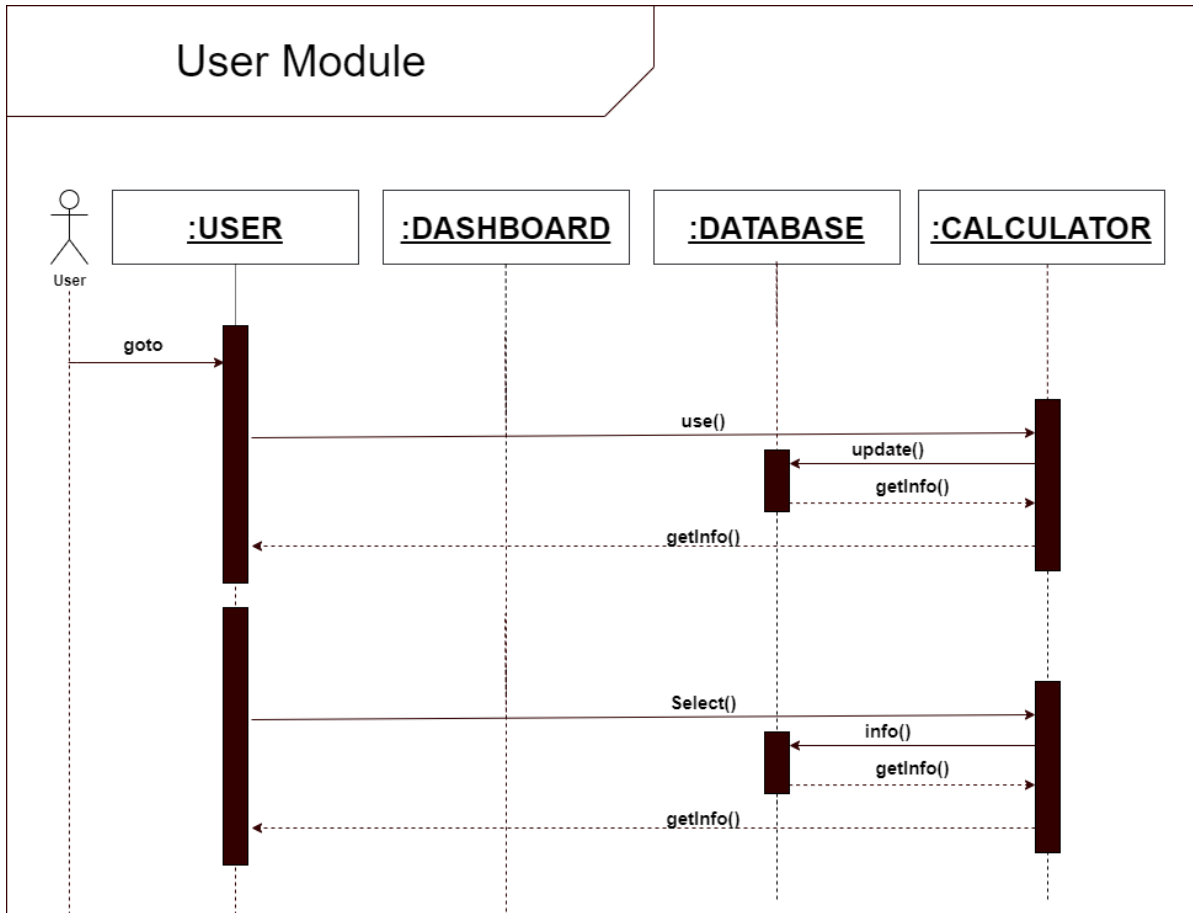 User Module
:USER
:DASHBOARD
:DATABASE
:CALCULATOR
User
goto
use()
update()
getInfo()
getInfo()
Select()
info()
getInfo()
getInfo()